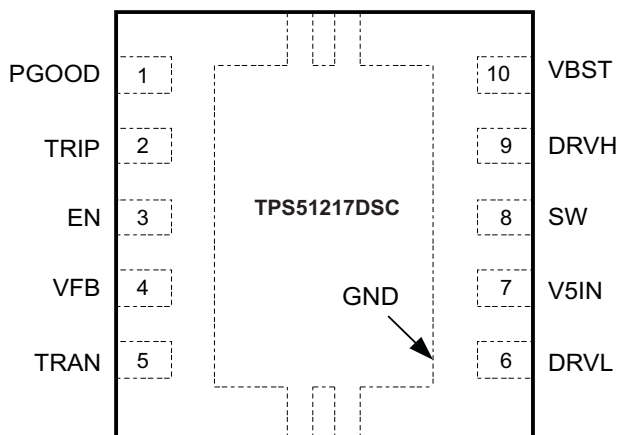 PGOOD 1 10 VBST
TRIP 2 9 DRVH
TPS51217DSC
EN 3 8 SW
GND
VFB 4 7 V5IN
TRAN 5 6 DRVL